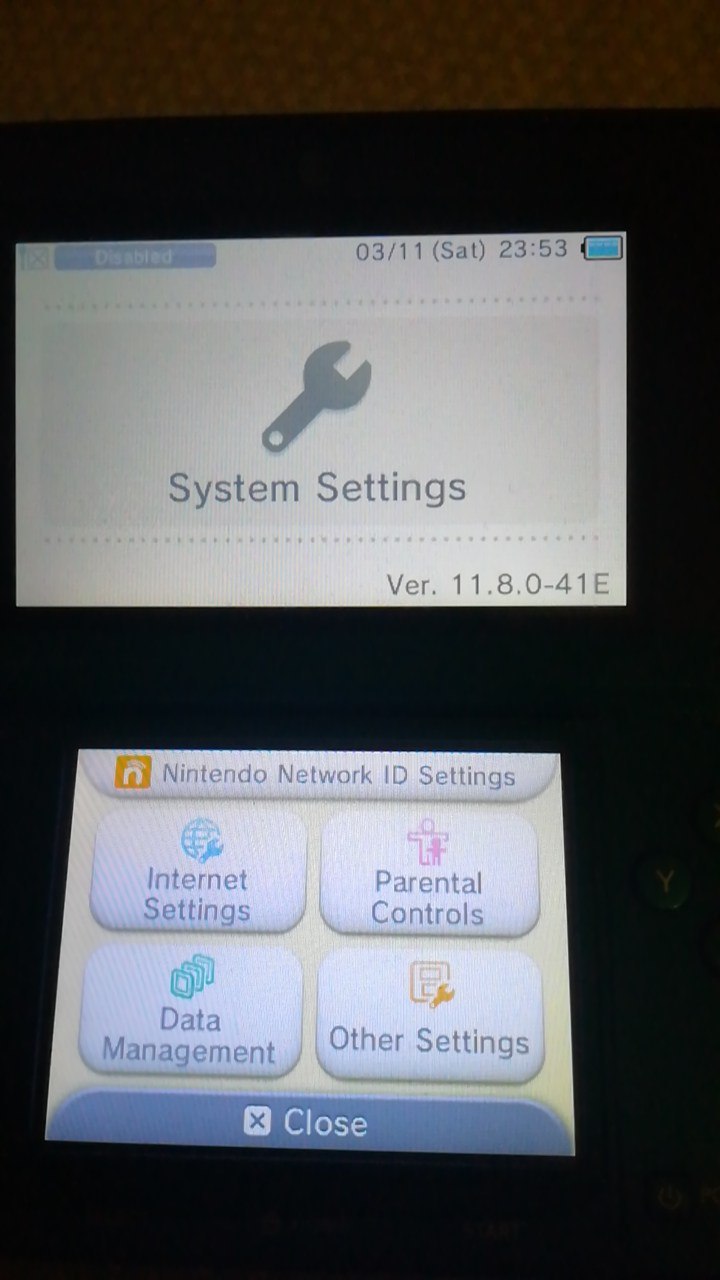 Disabled 03/11 (Sat) 23:53
System Settings
Ver. 11.8.0-41E
Nintendo Network ID Settings
Internet
Settings
Parental
Controls
Data
Management
Other Settings
Close
Y